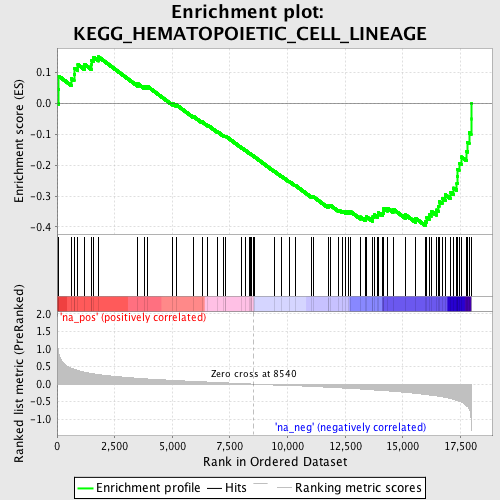 Enrichment plot:
KEGG_HEMATOPOIETIC_CELL_LINEAGE
Enrichment score (ES)
0.1
0.0
-0.1
-0.2
-0.3
-0.4
'na_pos' (positively correlated)
Ranked list metric (PreRanked)
2.0
1.5
1.0
0.5
0.0
-0.5
-1.0
Zero cross at 8540
'na_neg' (negatively correlated)
0 2,500 5,000 7,500 10,000 12,500 15,000 17,500
Rank in Ordered Dataset
Enrichment profile Hits Ranking metric scores